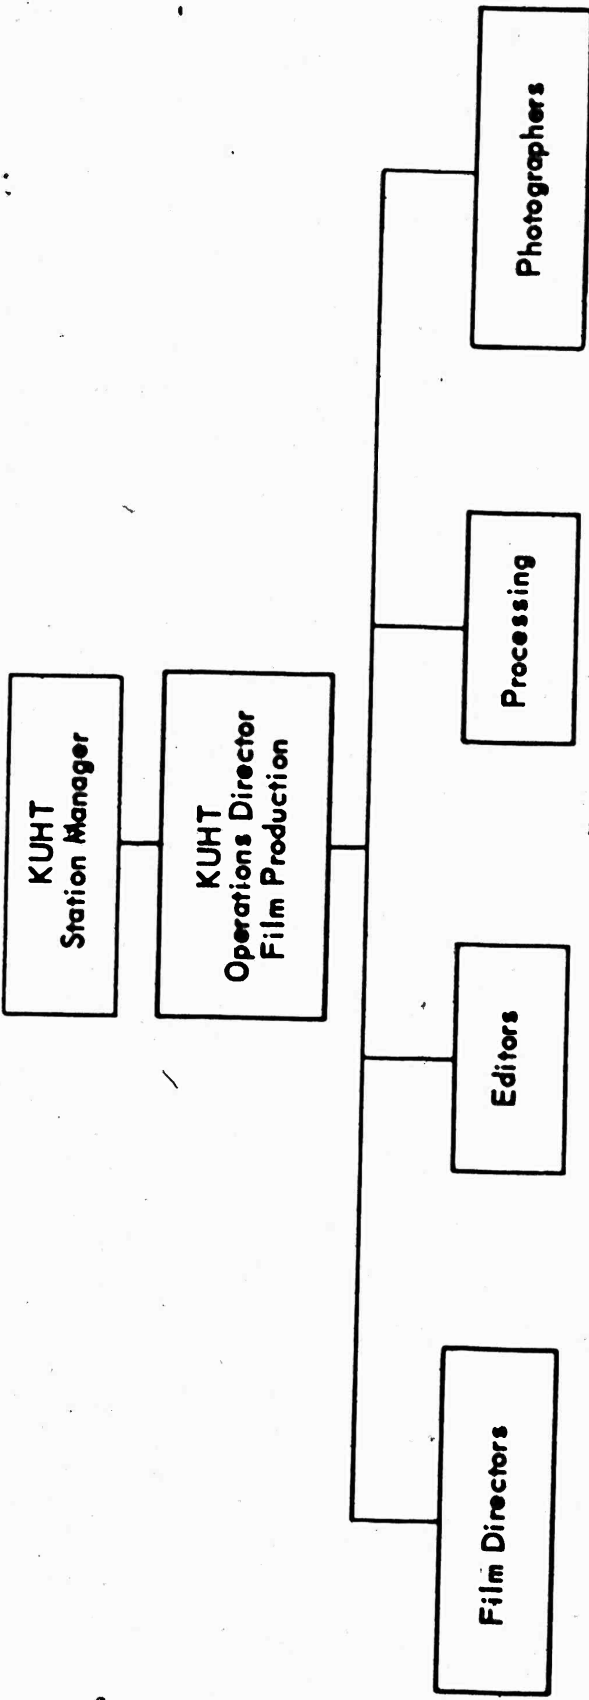 KUHT
Station Manager
KUHT
Operations Director
Film Production
Film Directors
Editors
Processing
Photographers